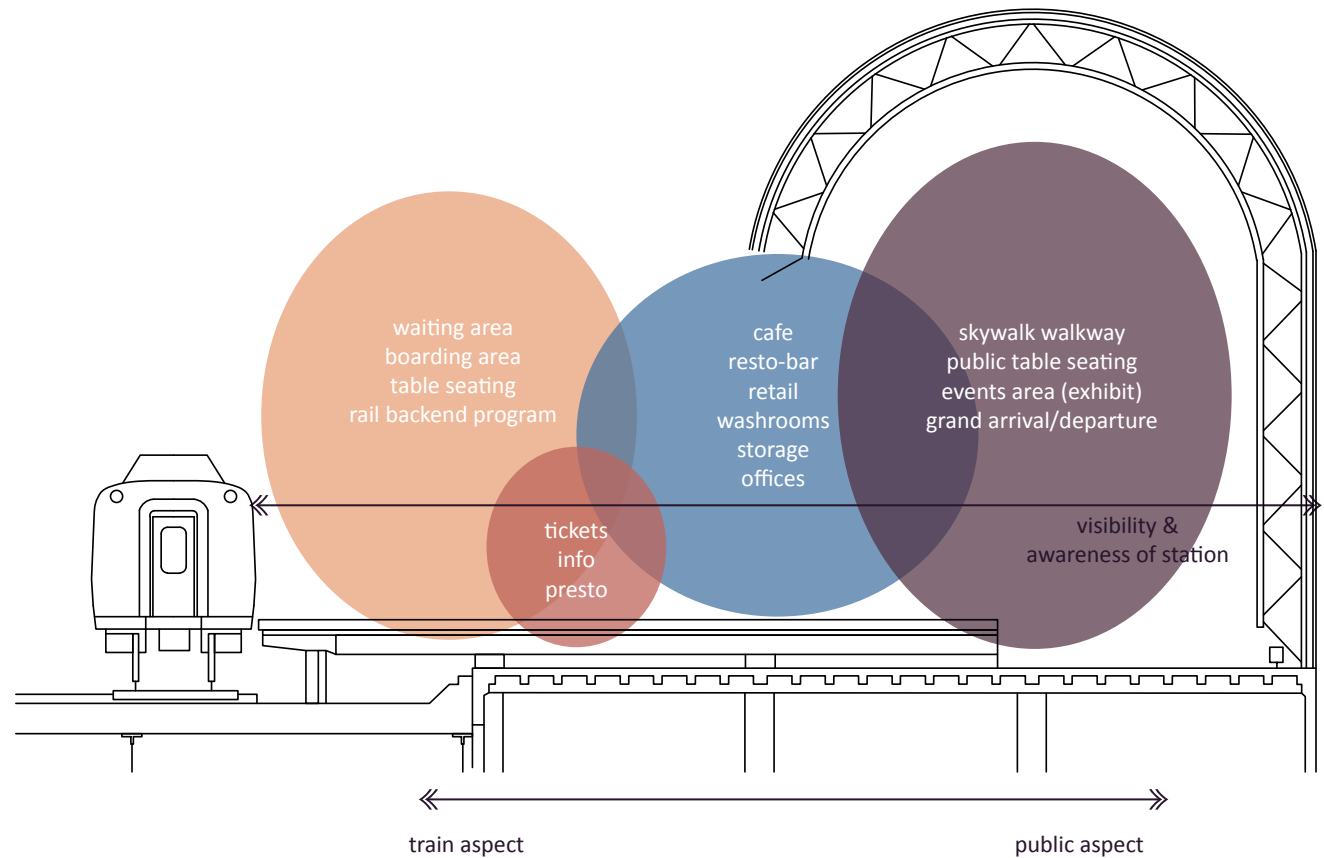 waiting area
boarding area
table seating
rail backend program
cafe
resto-bar
retail
washrooms
storage
offices
skywalk walkway
public table seating
events area (exhibit)
grand arrival/departure
tickets
info
presto
visibility &
awareness of station
train aspect
public aspect